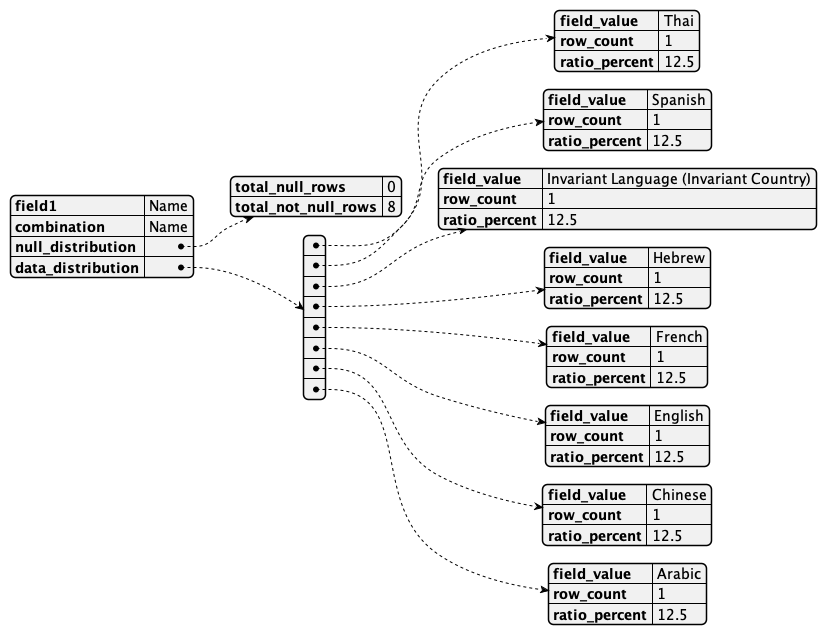 field1 Name
combination Name
null_distribution
data_distribution
total_null_rows 0
total_not_null_rows 8
field_value Thai
row_count 1
ratio_percent 12.5
field_value Spanish
row_count 1
ratio_percent 12.5
field_value Invariant Language (Invariant Country)
row_count 1
ratio_percent 12.5
field_value Hebrew
row_count 1
ratio_percent 12.5
field_value French
row_count 1
ratio_percent 12.5
field_value English
row_count 1
ratio_percent 12.5
field_value Chinese
row_count 1
ratio_percent 12.5
field_value Arabic
row_count 1
ratio_percent 12.5